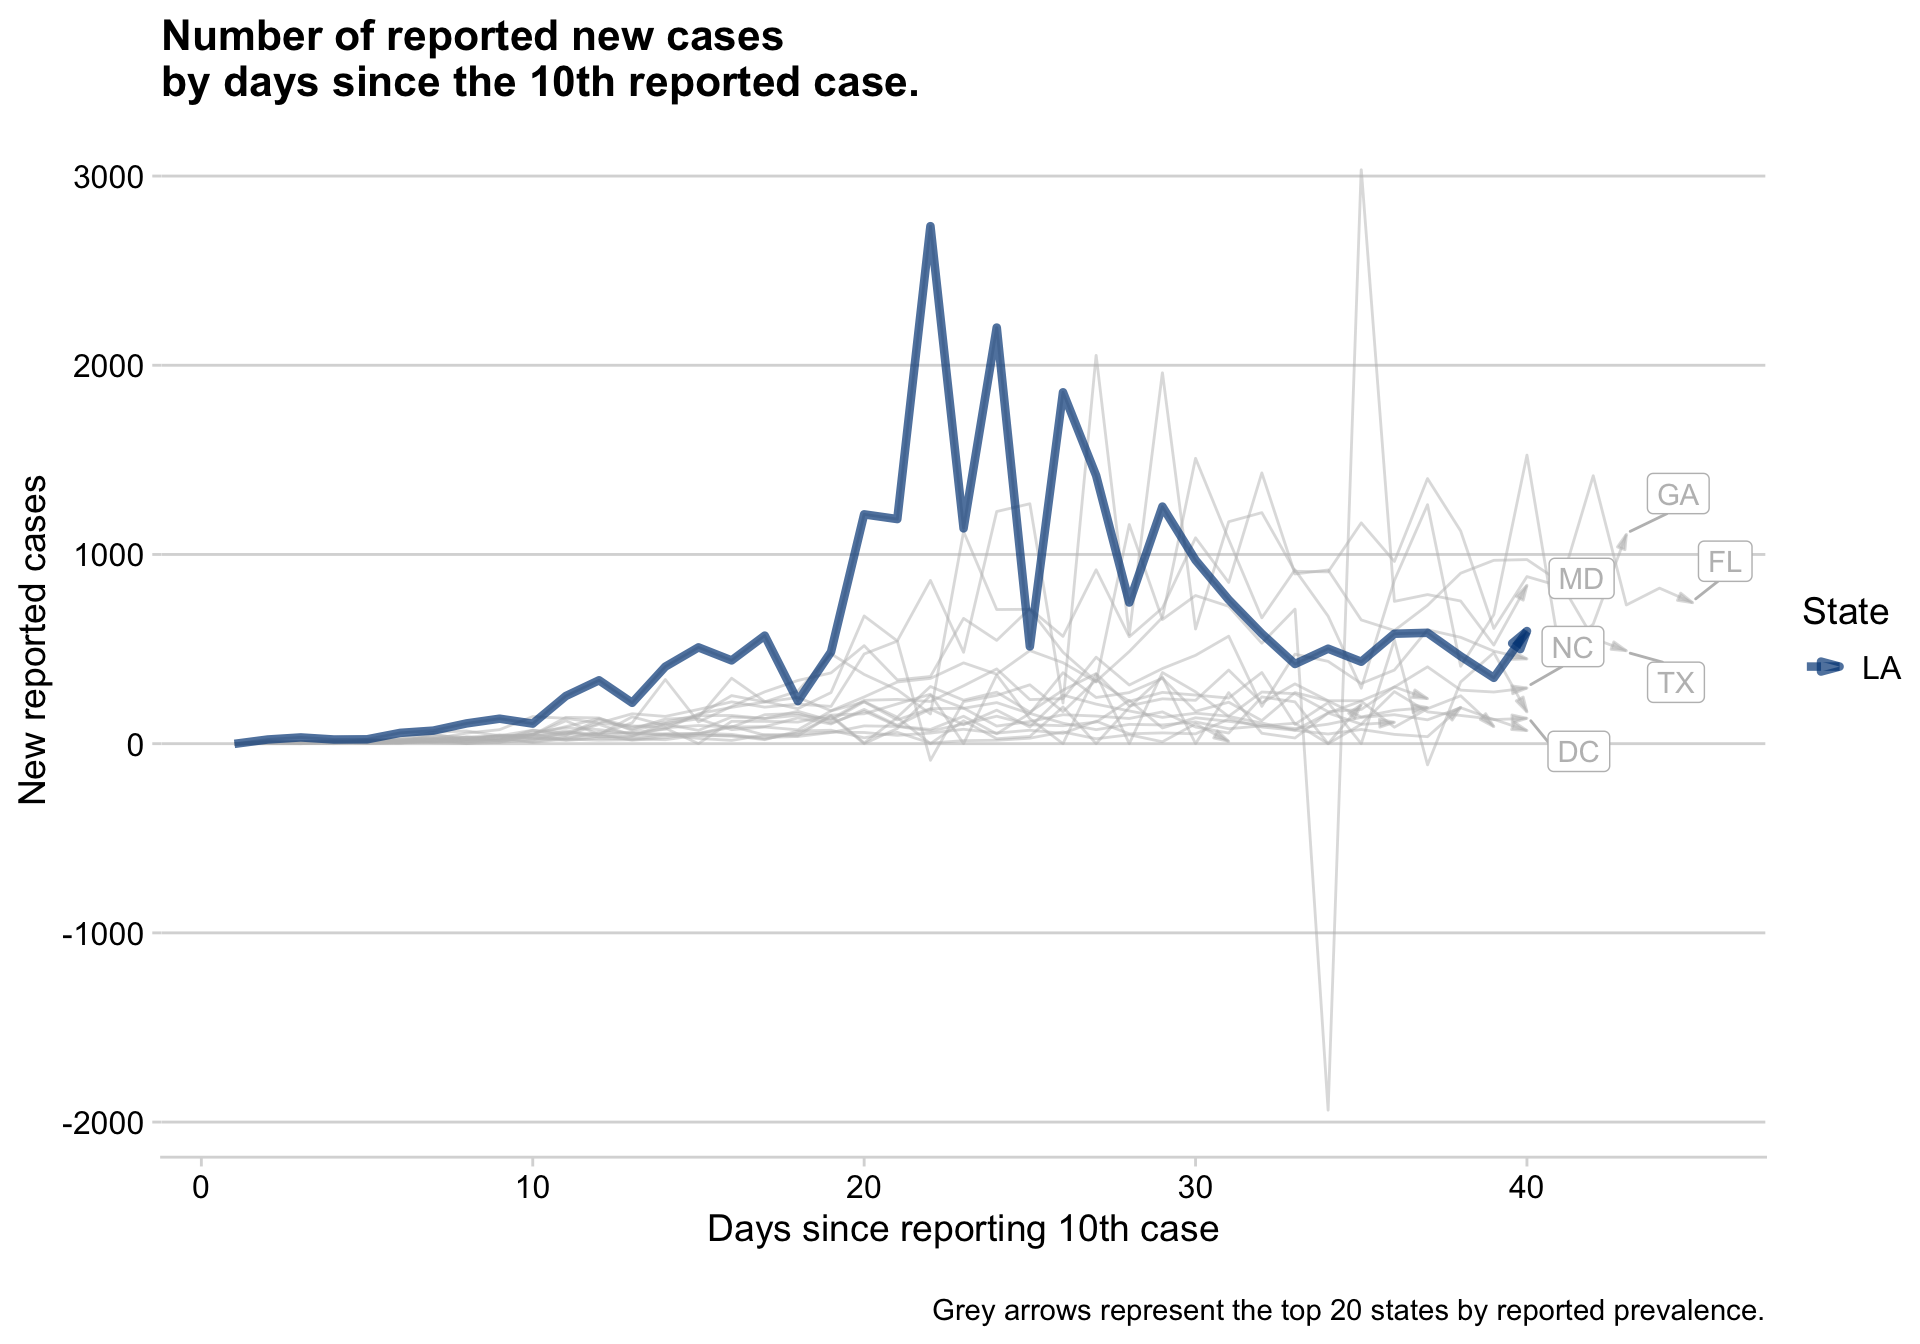 Number of reported new cases
by days since the 10th reported case.
3000
2000
1000
0
-1000
-2000
New reported cases
GA
FL
MD
NC
TX
DC
State
LA
0 10 20 30 40
Days since reporting 10th case
Grey arrows represent the top 20 states by reported prevalence.